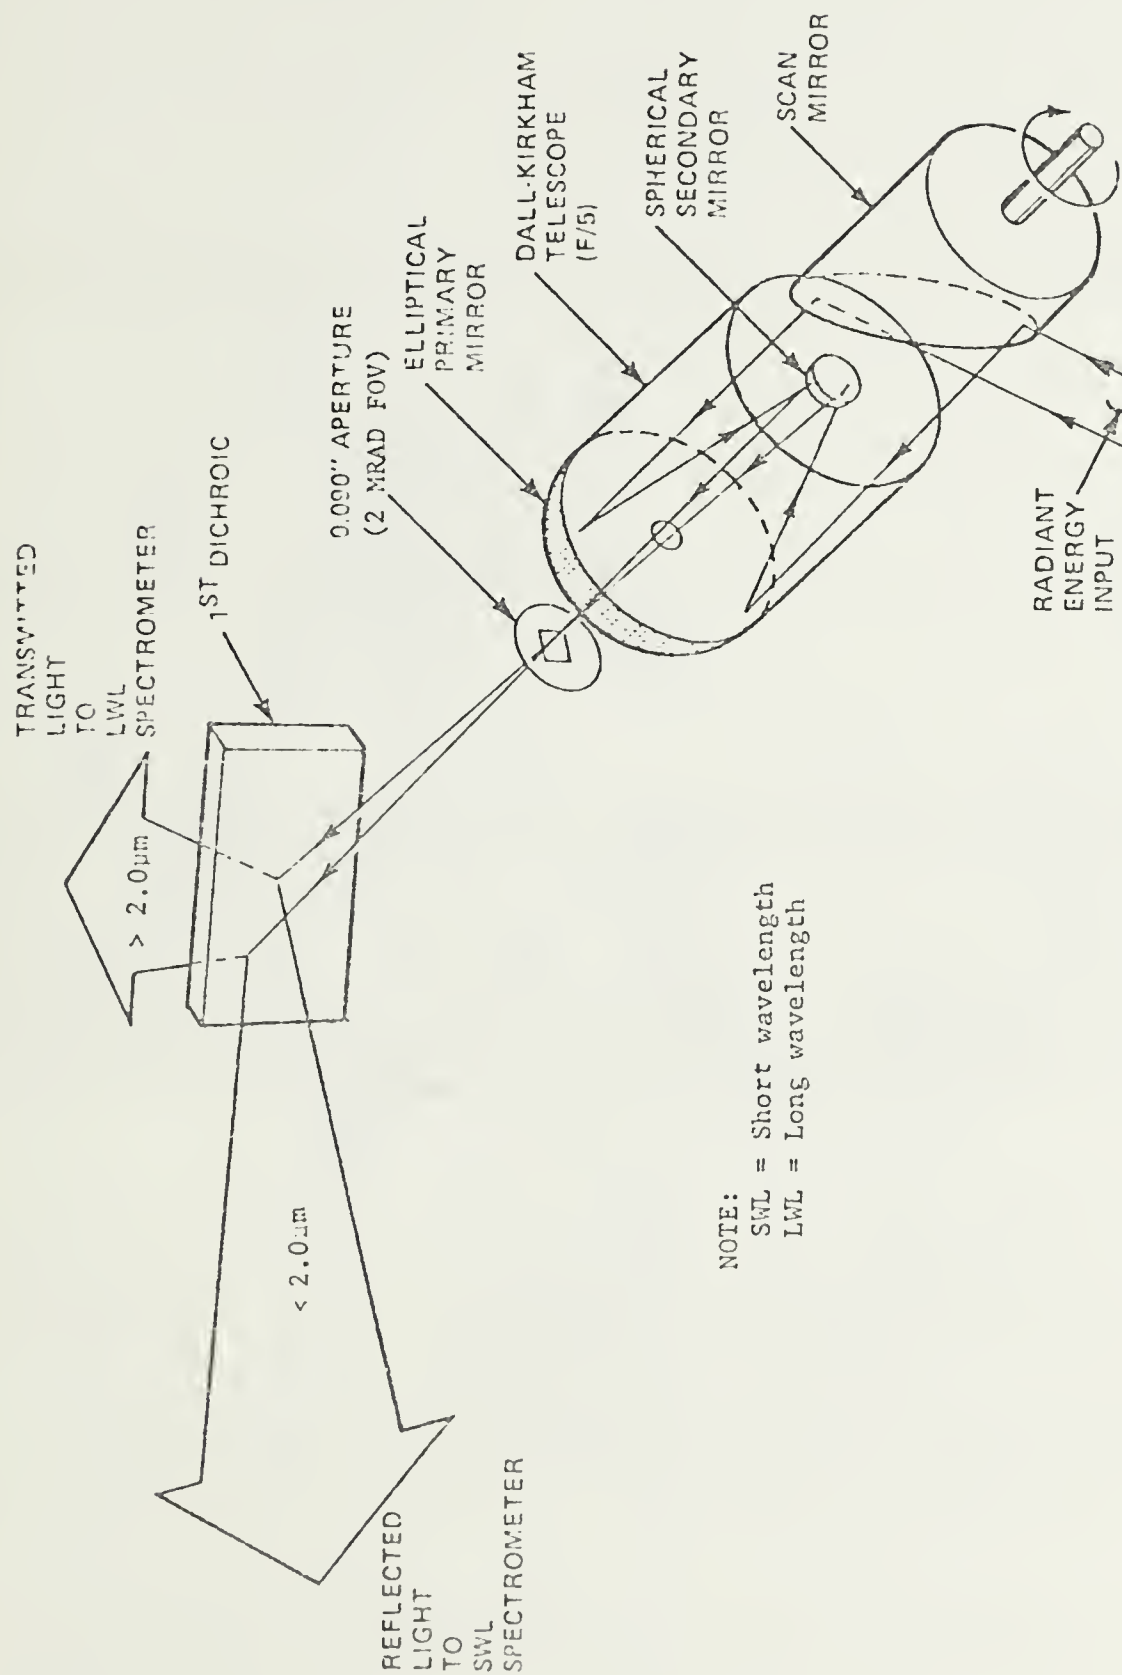 TRANSMITTED
LIGHT
TO
LWL
SPECTROMETER
> 2.0μm
1ST DICHROIC
0.090" APERTURE
(2 MRAD FOV)
ELLIPTICAL
PRIMARY
MIRROR
DALL-KIRKHAM
TELESCOPE
(F/5)
SPHERICAL
SECONDARY
MIRROR
SCAN
MIRROR
RADIANT
ENERGY
INPUT
< 2.0μm
REFLECTED
LIGHT
TO
SWL
SPECTROMETER
NOTE:
SWL = Short wavelength
LWL = Long wavelength